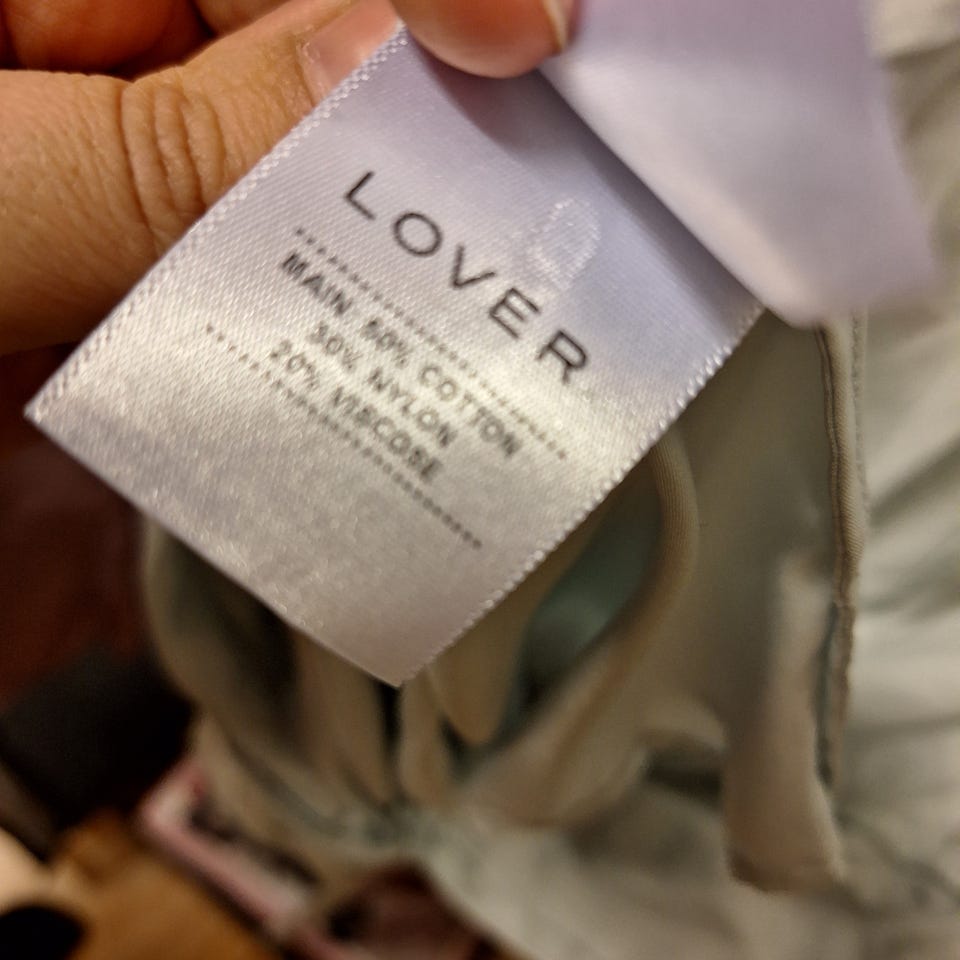 LOVER
MAIN 50% COTTON
30% NYLON
20% VISCOSE